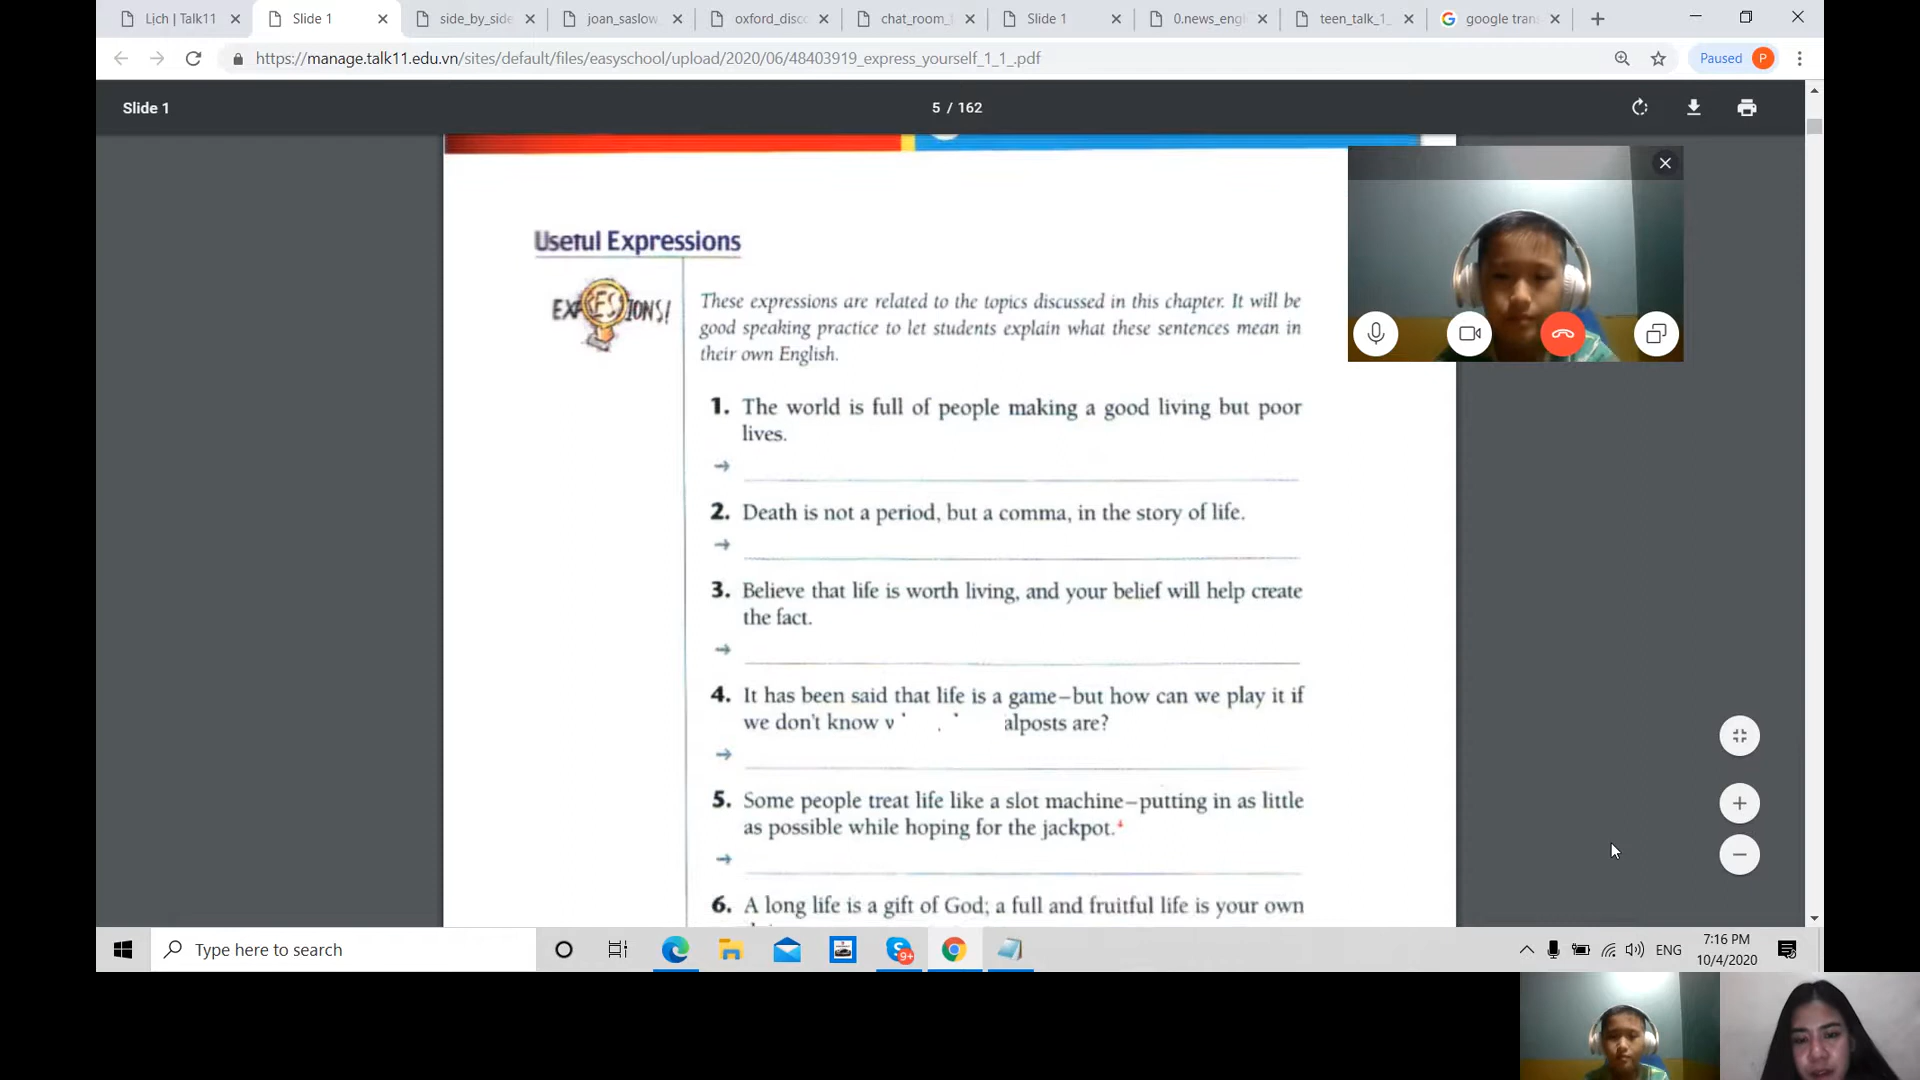 Lịch | Talk11
Slide 1
side_by_side
joan_saslow
oxford_disco
chat_room_
Slide 1
0.news_engl
teen_talk_1_
google tran
https://manage.talk11.edu.vn/sites/default/files/easyschool/upload/2020/06/48403919_express_yourself_1_1_.pdf
Paused P
Slide 1
5 / 162
Useful Expressions
EXPRESSIONS!
These expressions are related to the topics discussed in this chapter. It will be
good speaking practice to let students explain what these sentences mean in
their own English.
1. The world is full of people making a good living but poor
lives.
2. Death is not a period, but a comma, in the story of life.
3. Believe that life is worth living, and your belief will help create
the fact.
4. It has been said that life is a game–but how can we play it if
we don't know alposts are?
5. Some people treat life like a slot machine–putting in as little
as possible while hoping for the jackpot.
6. A long life is a gift of God; a full and fruitful life is your own
Type here to search
9+
ENG
7:16 PM
10/4/2020